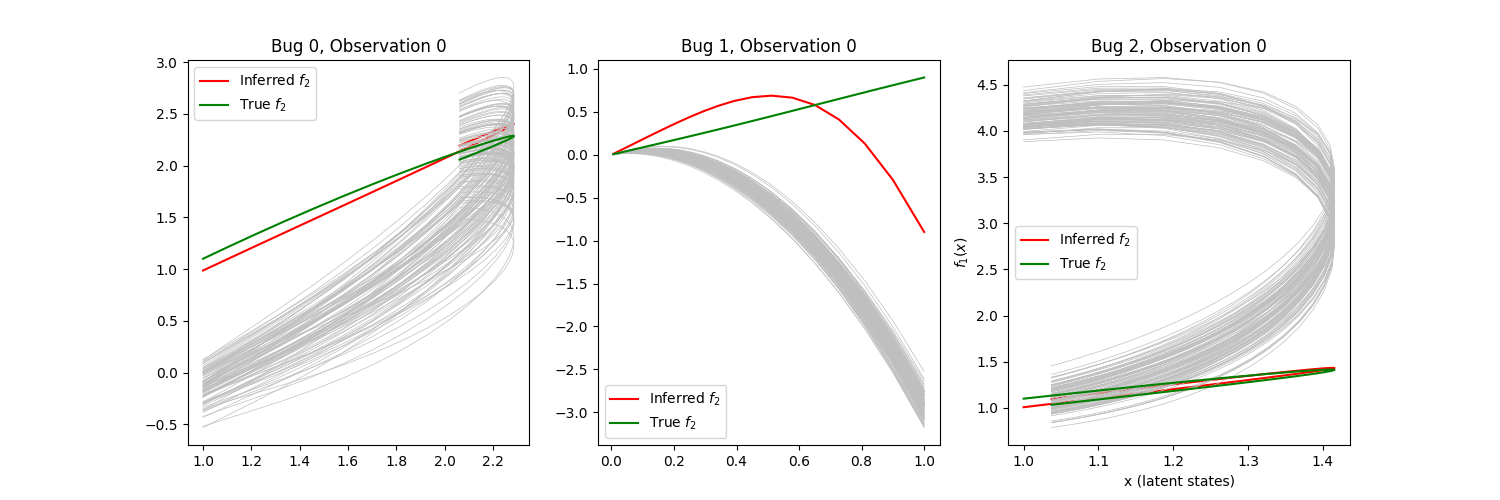 Bug 0, Observation 0
3.0
2.5
2.0
1.5
1.0
0.5
0.0
−0.5
Inferred f₂
True f₂
1.0 1.2 1.4 1.6 1.8 2.0 2.2
Bug 1, Observation 0
1.0
0.5
0.0
−0.5
−1.0
−1.5
−2.0
−2.5
−3.0
Inferred f₂
True f₂
0.0 0.2 0.4 0.6 0.8 1.0
Bug 2, Observation 0
f₁(x)
4.5
4.0
3.5
3.0
2.5
2.0
1.5
1.0
Inferred f₂
True f₂
1.0 1.1 1.2 1.3 1.4
x (latent states)